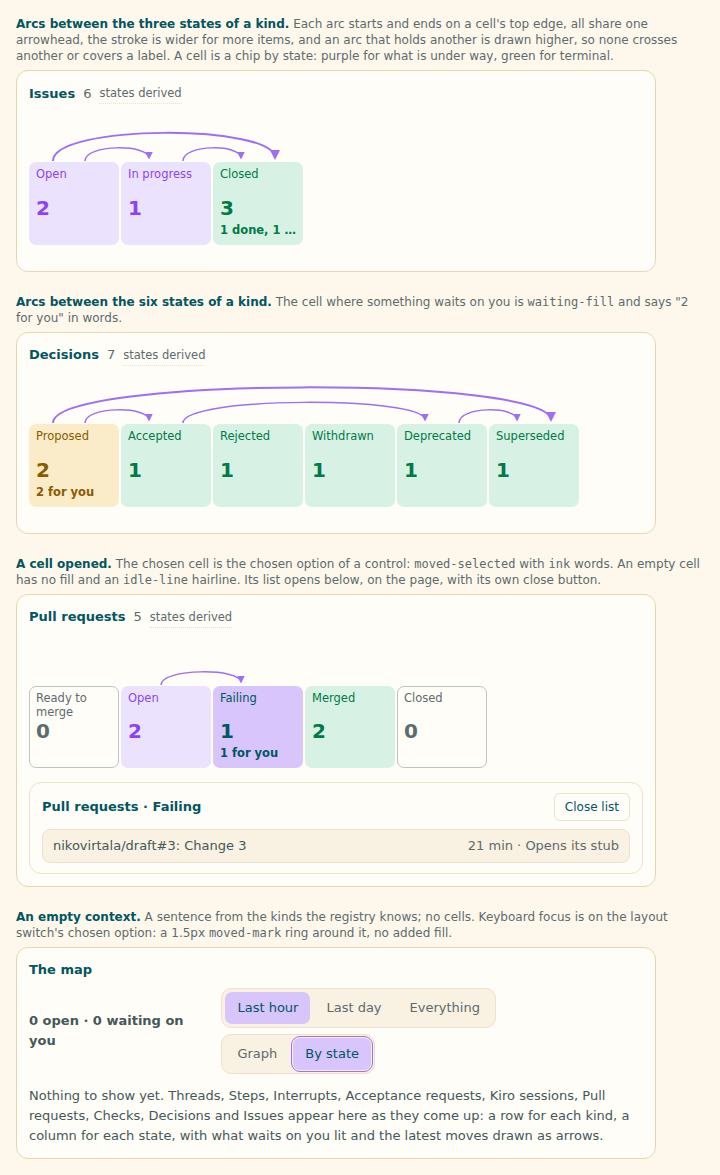 Arcs between the three states of a kind. Each arc starts and ends on a cell's top edge, all share one
arrowhead, the stroke is wider for more items, and an arc that holds another is drawn higher, so none crosses
another or covers a label. A cell is a chip by state: purple for what is under way, green for terminal.
Issues 6 states derived
Open In progress Closed
2 1 3
1 done, 1 …
Arcs between the six states of a kind. The cell where something waits on you is waiting-fill and says "2
for you" in words.
Decisions 7 states derived
Proposed Accepted Rejected Withdrawn Deprecated Superseded
2 1 1 1 1 1
2 for you
A cell opened. The chosen cell is the chosen option of a control: moved-selected with ink words. An empty cell
has no fill and an idle-line hairline. Its list opens below, on the page, with its own close button.
Pull requests 5 states derived
Ready to Open Failing Merged Closed
merge
0 2 1 2 0
1 for you
Pull requests · Failing Close list
nikovirtala/draft#3: Change 3 21 min · Opens its stub
An empty context. A sentence from the kinds the registry knows; no cells. Keyboard focus is on the layout
switch's chosen option: a 1.5px moved-mark ring around it, no added fill.
The map
0 open · 0 waiting on
you
Last hour Last day Everything
Graph By state
Nothing to show yet. Threads, Steps, Interrupts, Acceptance requests, Kiro sessions, Pull
requests, Checks, Decisions and Issues appear here as they come up: a row for each kind, a
column for each state, with what waits on you lit and the latest moves drawn as arrows.